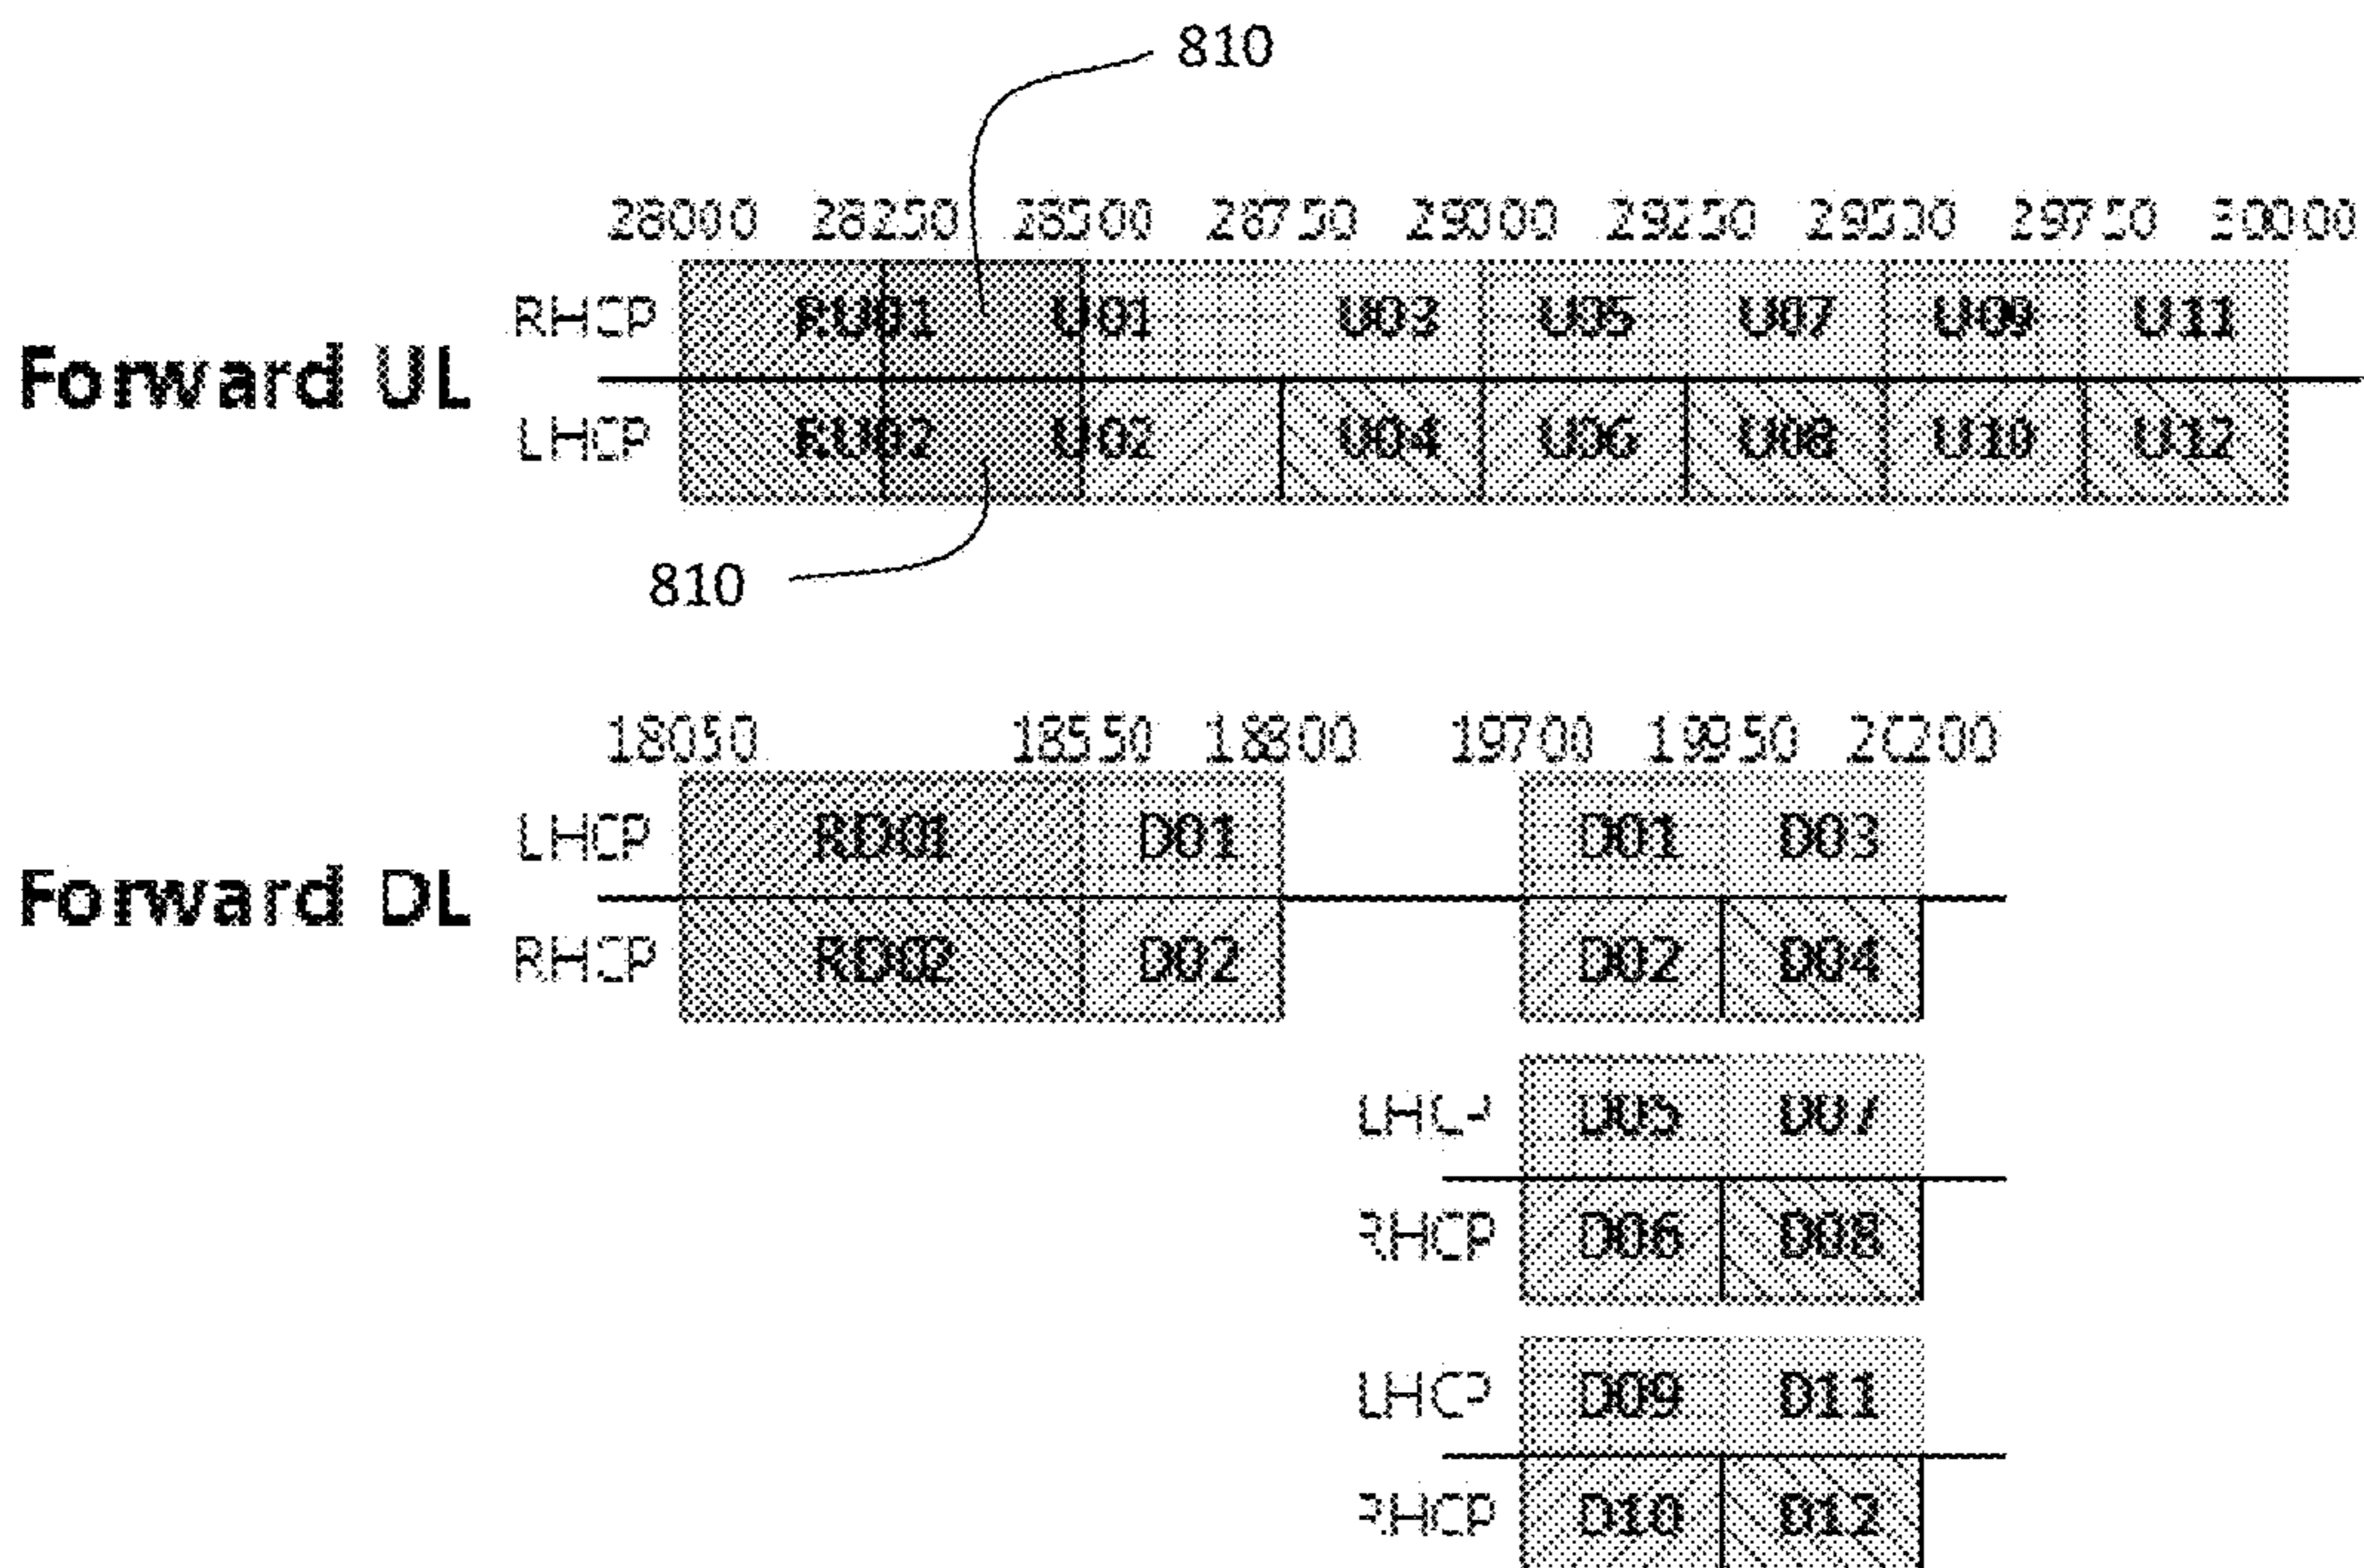 810
28000 28250 28500 28750 29000 29250 29500 29750 30000
RHCP RU01 U01 U03 U05 U07 U09 U11
Forward UL
LHCP RU02 U02 U04 U06 U08 U10 U12
810
18050 18550 18800 19700 19950 20200
LHCP RD01 D01 D01 D03
Forward DL
RHCP RD02 D02 D02 D04
LHCP D05 D07
RHCP D06 D08
LHCP D09 D11
RHCP D10 D12